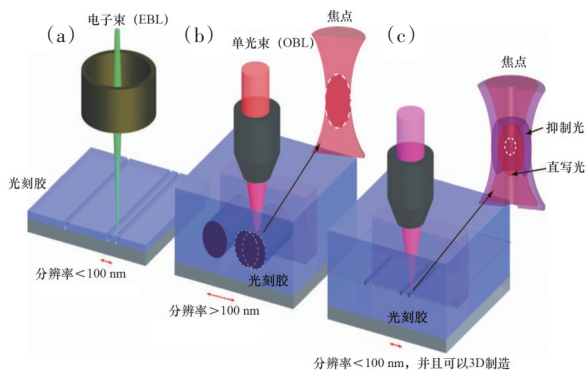 (a)
电子束(EBL)
光刻胶
分辨率<100 nm
(b)
单光束(OBL)
焦点
光刻胶
分辨率>100 nm
(c)
焦点
抑制光
直写光
光刻胶
分辨率<100 nm，并且可以3D制造